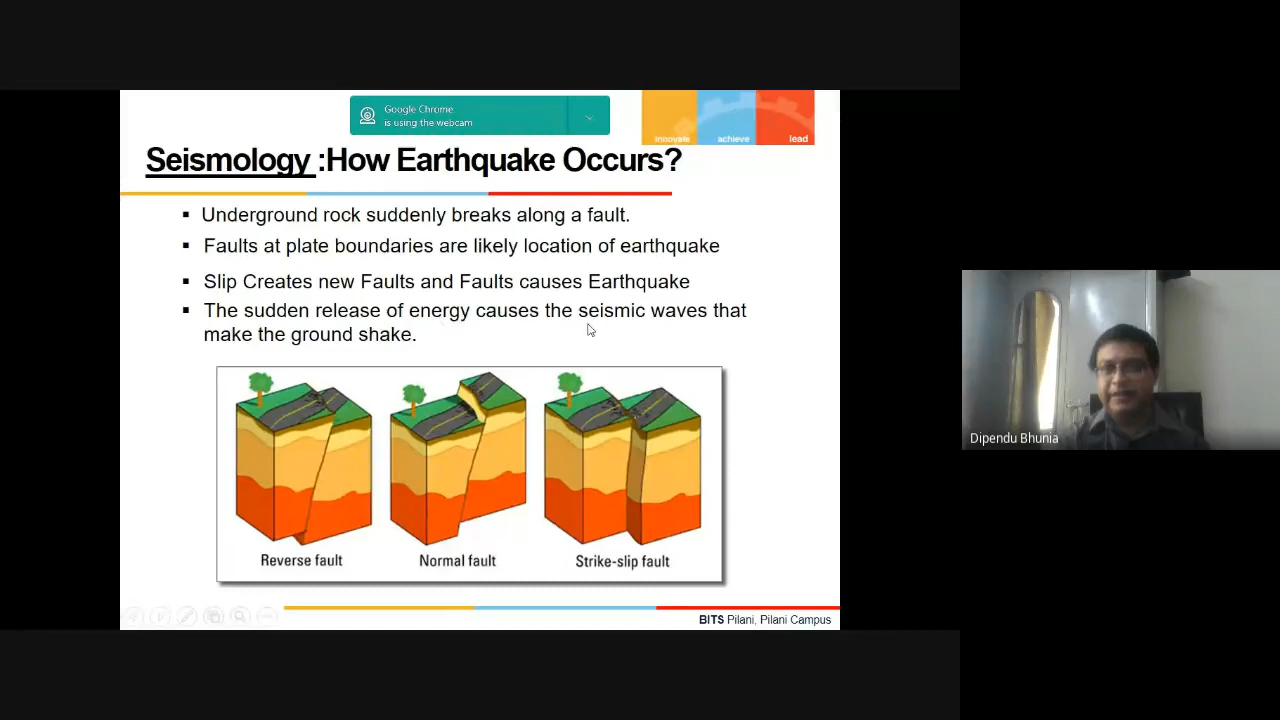 Google Chrome
is using the webcam
innovate achieve lead
Seismology :How Earthquake Occurs?
▪ Underground rock suddenly breaks along a fault.
▪ Faults at plate boundaries are likely location of earthquake
▪ Slip Creates new Faults and Faults causes Earthquake
▪ The sudden release of energy causes the seismic waves that
make the ground shake.
Dipendu Bhunia
Reverse fault Normal fault Strike-slip fault
BITS Pilani, Pilani Campus